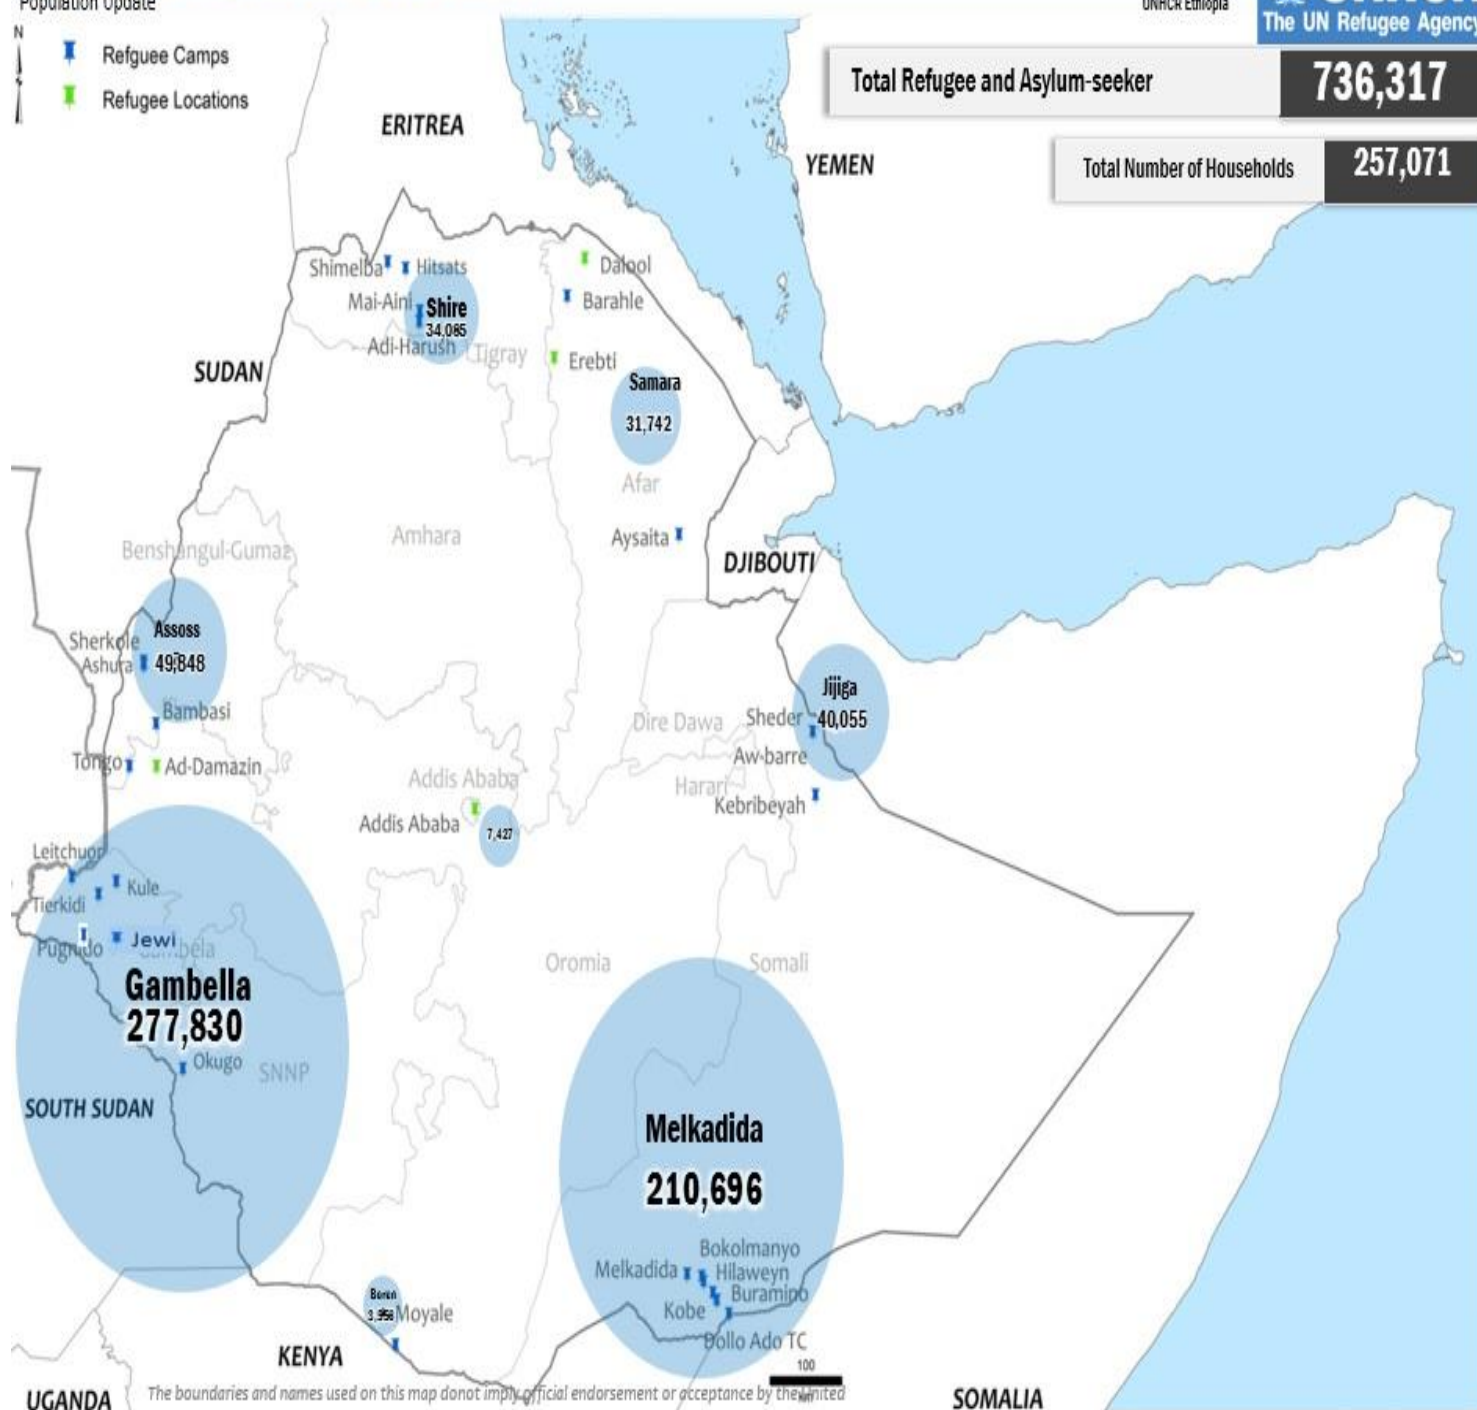 Population Update
UNHCR Ethiopia
The UN Refugee Agency
N
Refguee Camps
Refugee Locations
Total Refugee and Asylum-seeker
736,317
Total Number of Households
257,071
ERITREA
YEMEN
Shimelba
Hitsats
Dalool
Mai-Aini
Shire
34,085
Barahle
Adi-Harush
Tigray
Erebti
SUDAN
Samara
31,742
Afar
Amhara
Aysaita
Benshangul-Gumaz
DJIBOUTI
Assoss
Sherkole
Ashura
49,848
Bambasi
Jijiga
40,055
Dire Dawa
Sheder
Aw-barre
Tongo
Ad-Damazin
Addis Ababa
Harari
Kebribeyah
Addis Ababa
7,427
Leitchuor
Kule
Tierkidi
Pugnido
Jewi
Gambela
Gambella
277,830
Oromia
Somali
Okugo
SNNP
SOUTH SUDAN
Melkadida
210,696
Bokolmanyo
Melkadida
Hilaweyn
Buramino
Kobe
Dollo Ado TC
Moyale
KENYA
100
UGANDA
The boundaries and names used on this map donot imply official endorsement or acceptance by the United
SOMALIA